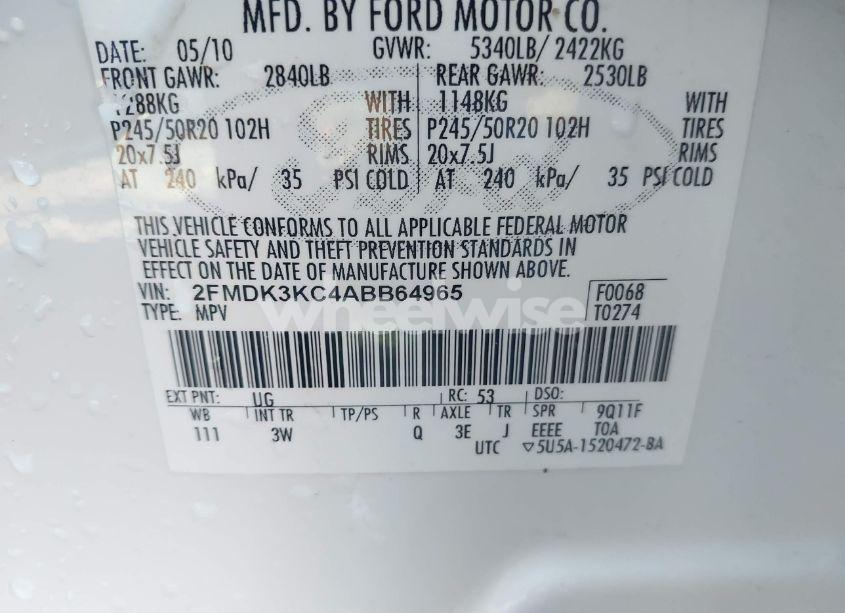 MFD. BY FORD MOTOR CO.
DATE: 05/10 GVWR: 5340LB/ 2422KG
FRONT GAWR: 2840LB REAR GAWR: 2530LB
1288KG WITH 1148KG WITH
P245/50R20 102H TIRES P245/50R20 102H TIRES
20x7.5J RIMS 20x7.5J RIMS
AT 240 kPa/ 35 PSI COLD AT 240 kPa/ 35 PSI COLD
THIS VEHICLE CONFORMS TO ALL APPLICABLE FEDERAL MOTOR
VEHICLE SAFETY AND THEFT PREVENTION STANDARDS IN
EFFECT ON THE DATE OF MANUFACTURE SHOWN ABOVE.
VIN: 2FMDK3KC4ABB64965 F0068
TYPE: MPV T0274
wheelwise
EXT PNT: UG RC: 53 DSO:
WB INT TR TP/PS R AXLE TR SPR 9Q11F
111 3W Q 3E J EEEE TOA
UTC ▽5U5A-1520472-BA